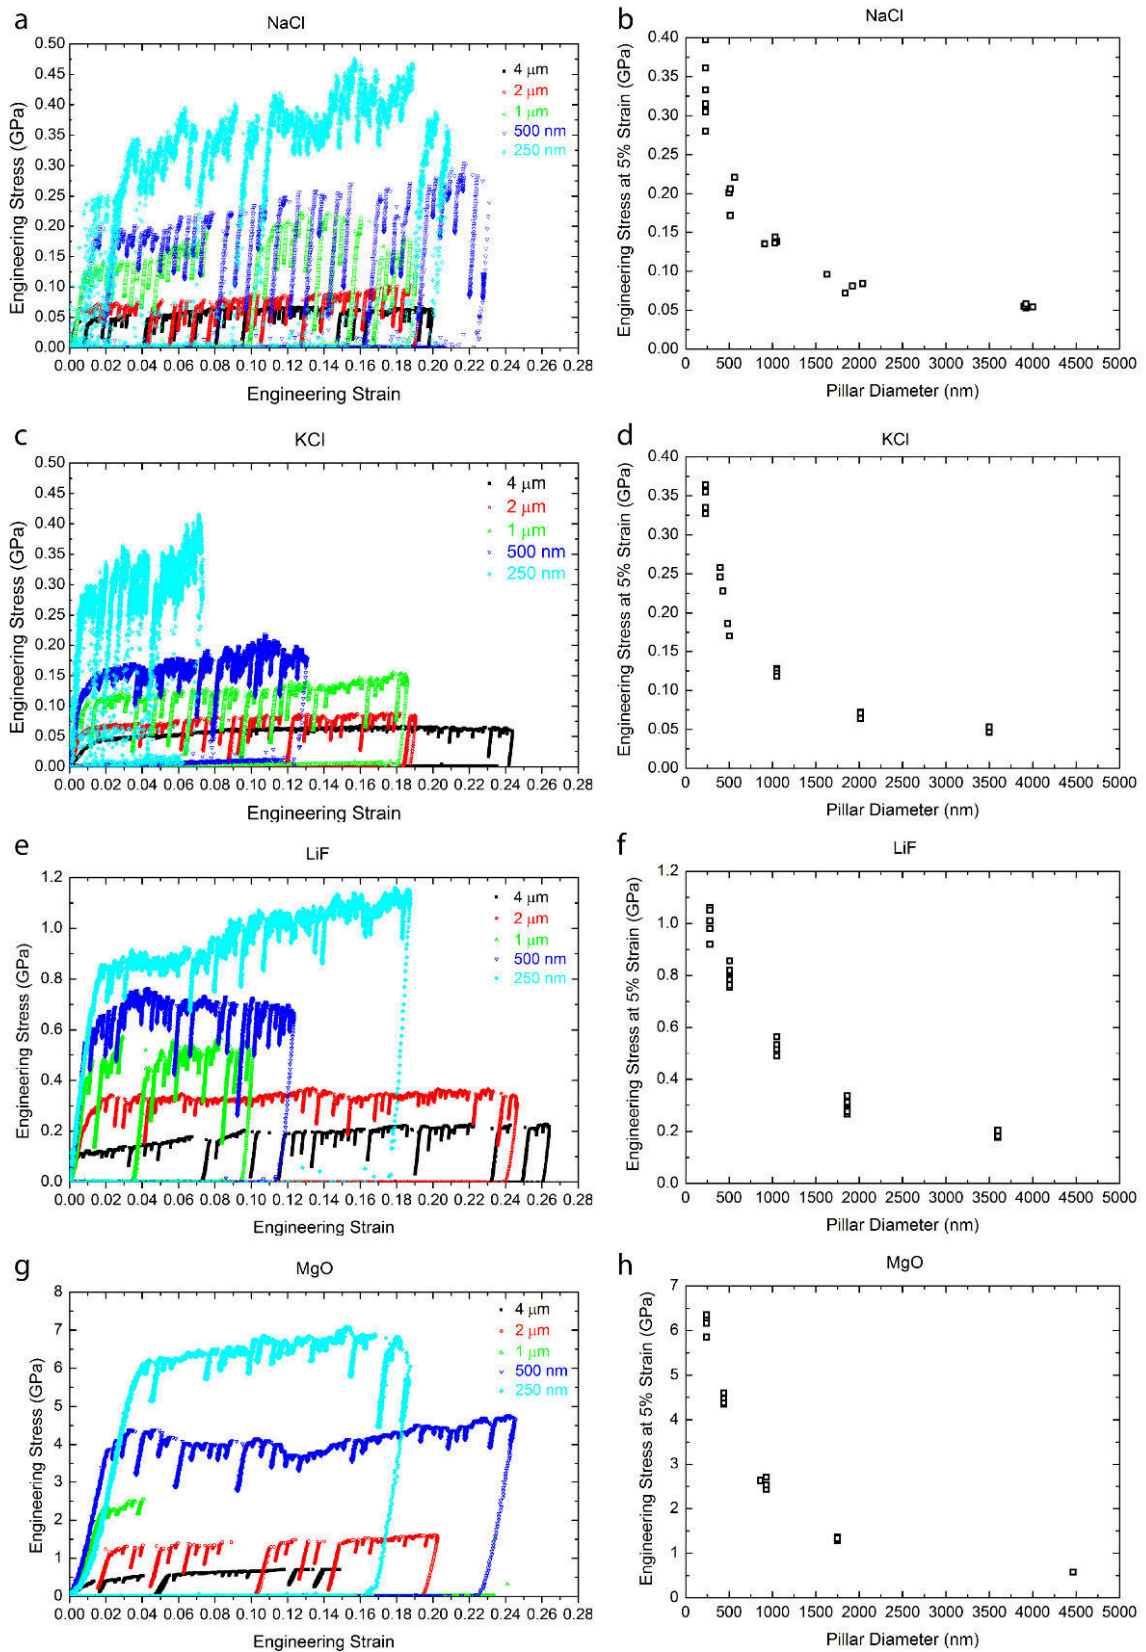 a
NaCl
0.50
0.45
0.40
0.35
0.30
0.25
0.20
0.15
0.10
0.05
0.00
Engineering Stress (GPa)
4 μm
2 μm
1 μm
500 nm
250 nm
0.00 0.02 0.04 0.06 0.08 0.10 0.12 0.14 0.16 0.18 0.20 0.22 0.24 0.26 0.28
Engineering Strain
b
NaCl
0.40
0.35
0.30
0.25
0.20
0.15
0.10
0.05
0.00
Engineering Stress at 5% Strain (GPa)
0 500 1000 1500 2000 2500 3000 3500 4000 4500 5000
Pillar Diameter (nm)
c
KCl
0.50
0.45
0.40
0.35
0.30
0.25
0.20
0.15
0.10
0.05
0.00
Engineering Stress (GPa)
4 μm
2 μm
1 μm
500 nm
250 nm
0.00 0.02 0.04 0.06 0.08 0.10 0.12 0.14 0.16 0.18 0.20 0.22 0.24 0.26 0.28
Engineering Strain
d
KCl
0.40
0.35
0.30
0.25
0.20
0.15
0.10
0.05
0.00
Engineering Stress at 5% Strain (GPa)
0 500 1000 1500 2000 2500 3000 3500 4000 4500 5000
Pillar Diameter (nm)
e
LiF
1.2
1.0
0.8
0.6
0.4
0.2
0.0
Engineering Stress (GPa)
4 μm
2 μm
1 μm
500 nm
250 nm
0.00 0.02 0.04 0.06 0.08 0.10 0.12 0.14 0.16 0.18 0.20 0.22 0.24 0.26 0.28
Engineering Strain
f
LiF
1.2
1.0
0.8
0.6
0.4
0.2
0.0
Engineering Stress at 5% Strain (GPa)
0 500 1000 1500 2000 2500 3000 3500 4000 4500 5000
Pillar Diameter (nm)
g
MgO
8
7
6
5
4
3
2
1
0
Engineering Stress (GPa)
4 μm
2 μm
1 μm
500 nm
250 nm
0.00 0.02 0.04 0.06 0.08 0.10 0.12 0.14 0.16 0.18 0.20 0.22 0.24 0.26 0.28
Engineering Strain
h
MgO
7
6
5
4
3
2
1
0
Engineering Stress at 5% Strain (GPa)
0 500 1000 1500 2000 2500 3000 3500 4000 4500 5000
Pillar Diameter (nm)